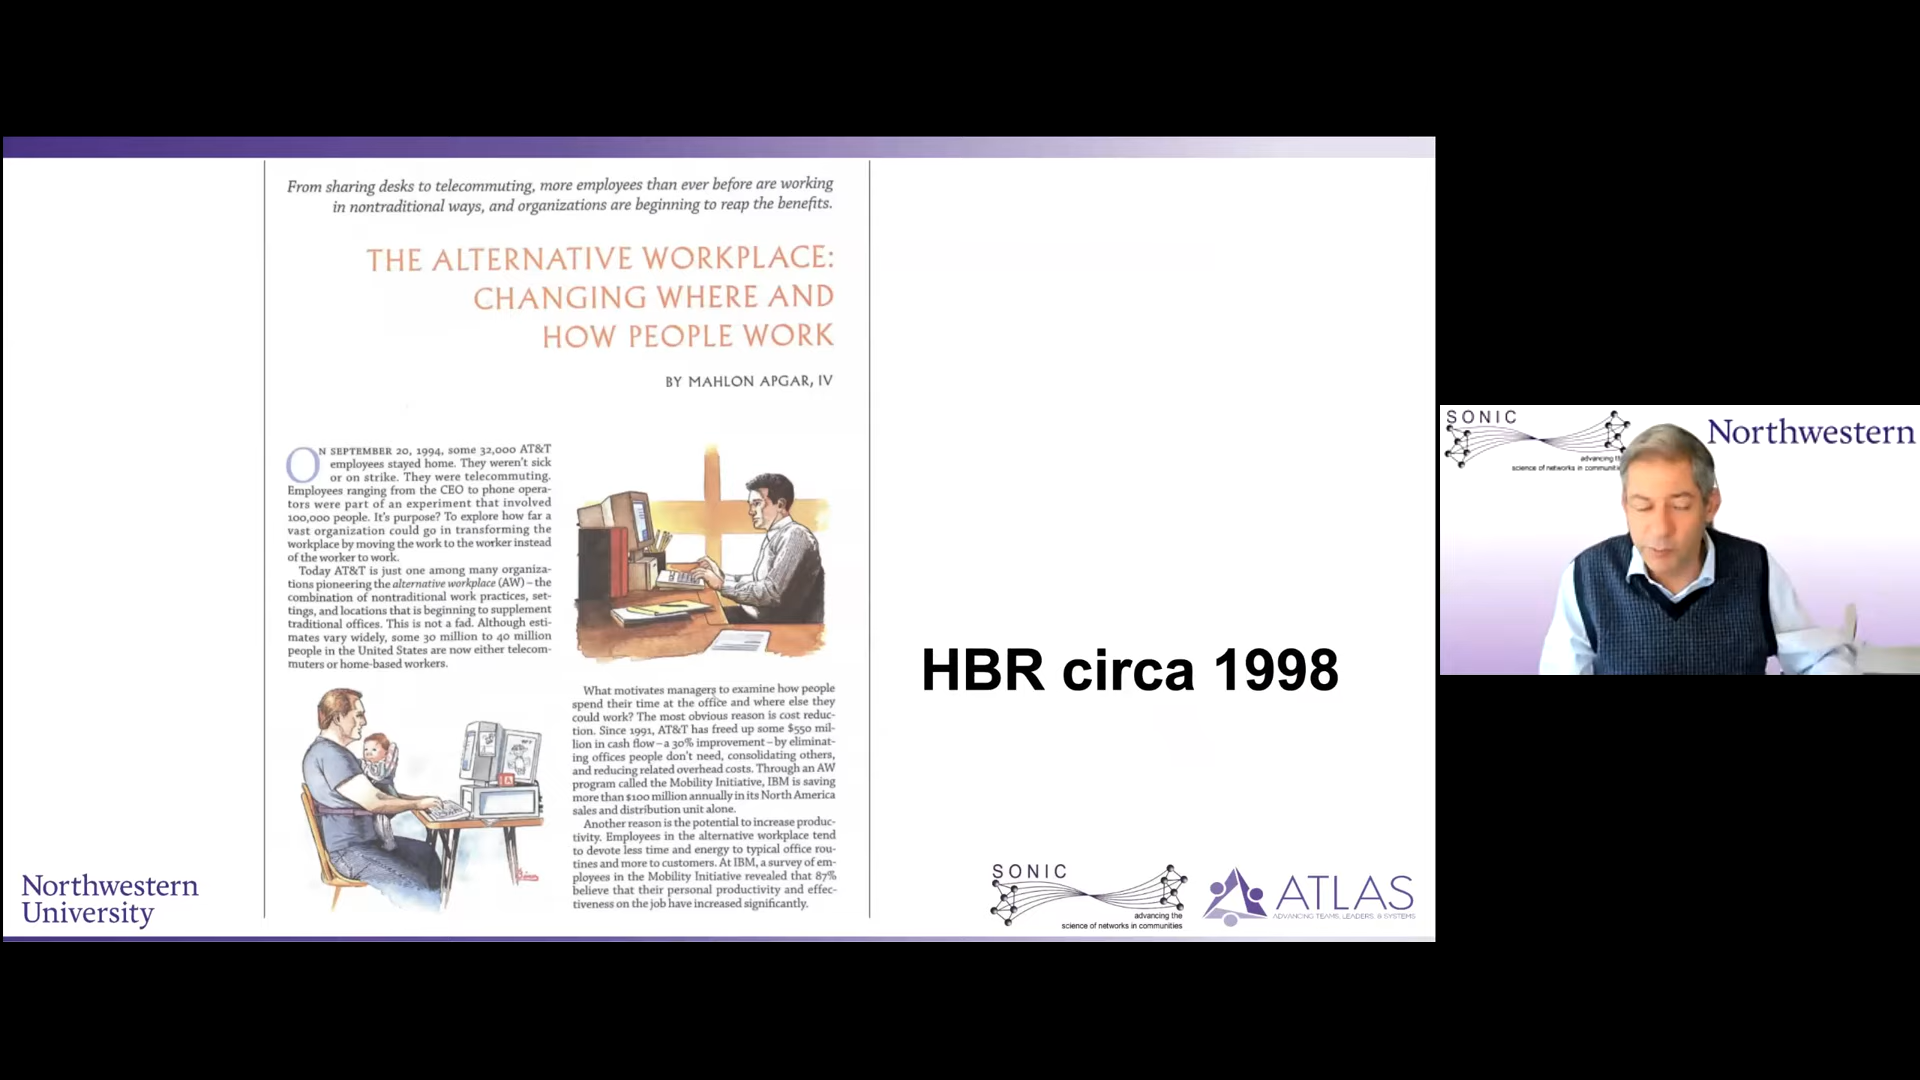 From sharing desks to telecommuting, more employees than ever before are working
in nontraditional ways, and organizations are beginning to reap the benefits.
THE ALTERNATIVE WORKPLACE:
CHANGING WHERE AND
HOW PEOPLE WORK
BY MAHLON APGAR, IV
ON SEPTEMBER 20, 1994, some 32,000 AT&T
employees stayed home. They weren't sick
or on strike. They were telecommuting.
Employees ranging from the CEO to phone opera-
tors were part of an experiment that involved
100,000 people. It's purpose? To explore how far a
vast organization could go in transforming the
workplace by moving the work to the worker instead
of the worker to work.
Today AT&T is just one among many organiza-
tions pioneering the alternative workplace (AW) – the
combination of nontraditional work practices, set-
tings, and locations that is beginning to supplement
traditional offices. This is not a fad. Although esti-
mates vary widely, some 30 million to 40 million
people in the United States are now either telecom-
muters or home-based workers.
What motivates managers to examine how people
spend their time at the office and where else they
could work? The most obvious reason is cost reduc-
tion. Since 1991, AT&T has freed up some $550 mil-
lion in cash flow – a 30% improvement – by eliminat-
ing offices people don't need, consolidating others,
and reducing related overhead costs. Through an AW
program called the Mobility Initiative, IBM is saving
more than $100 million annually in its North America
sales and distribution unit alone.
Another reason is the potential to increase produc-
tivity. Employees in the alternative workplace tend
to devote less time and energy to typical office rou-
tines and more to customers. At IBM, a survey of em-
ployees in the Mobility Initiative revealed that 87%
believe that their personal productivity and effec-
tiveness on the job have increased significantly.
HBR circa 1998
Northwestern
University
SONIC
advancing the
science of networks in communities
ATLAS
ADVANCING TEAMS, LEADERS, & SYSTEMS
SONIC
advancing
science of networks in
Northwestern